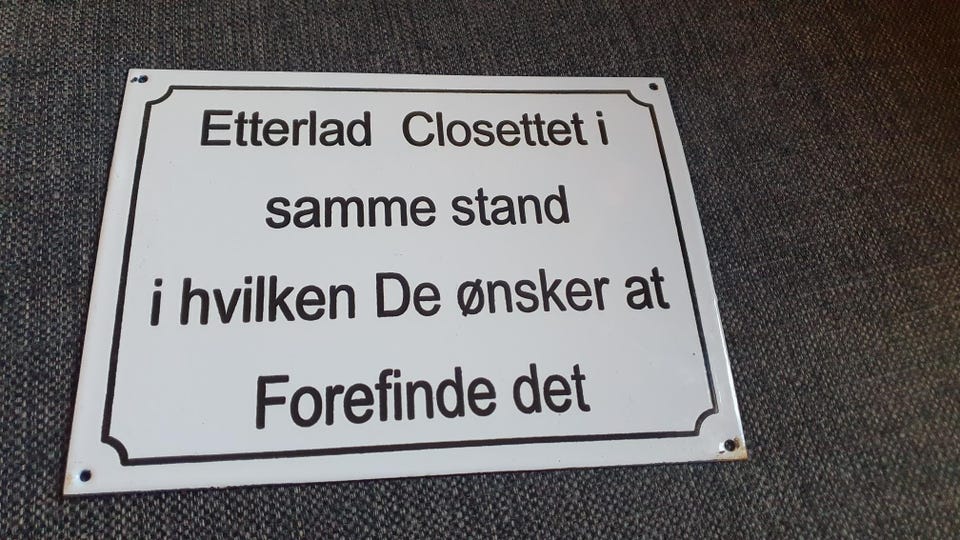 Etterlad Closettet i
samme stand
i hvilken De ønsker at
Forefinde det